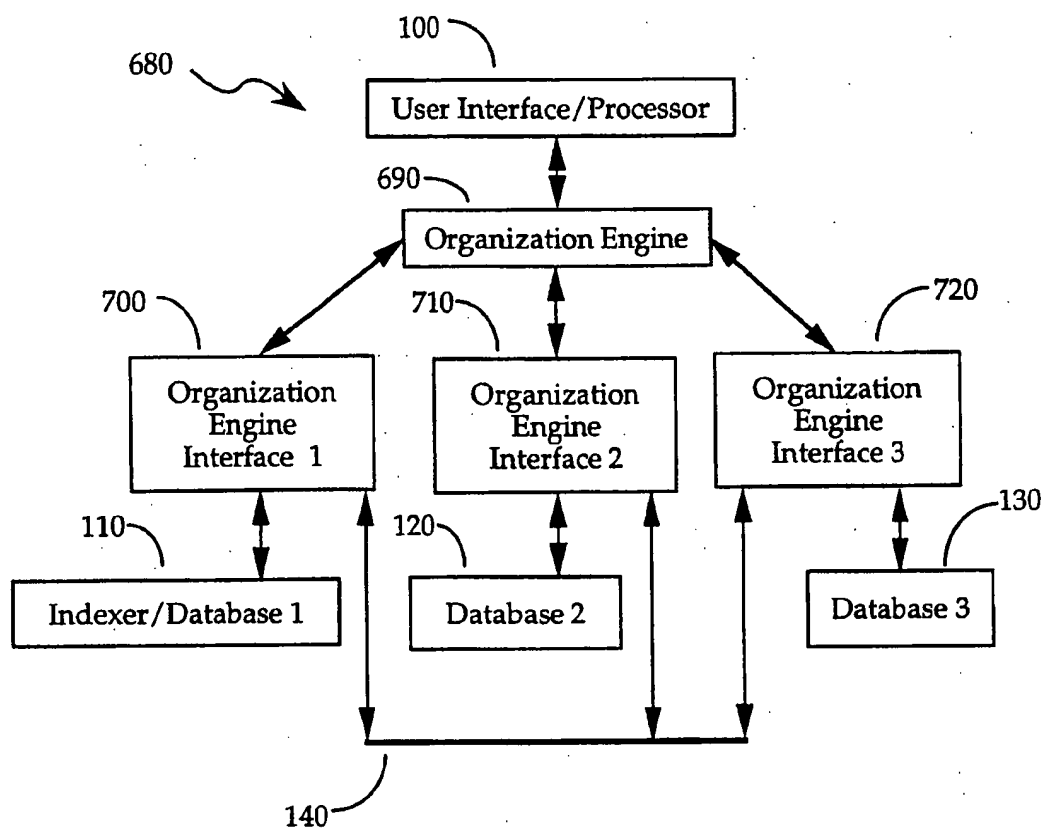 100
680
User Interface/Processor
690
Organization Engine
700
710
720
Organization
Engine
Interface 1
Organization
Engine
Interface 2
Organization
Engine
Interface 3
110
120
130
Indexer/Database 1
Database 2
Database 3
140